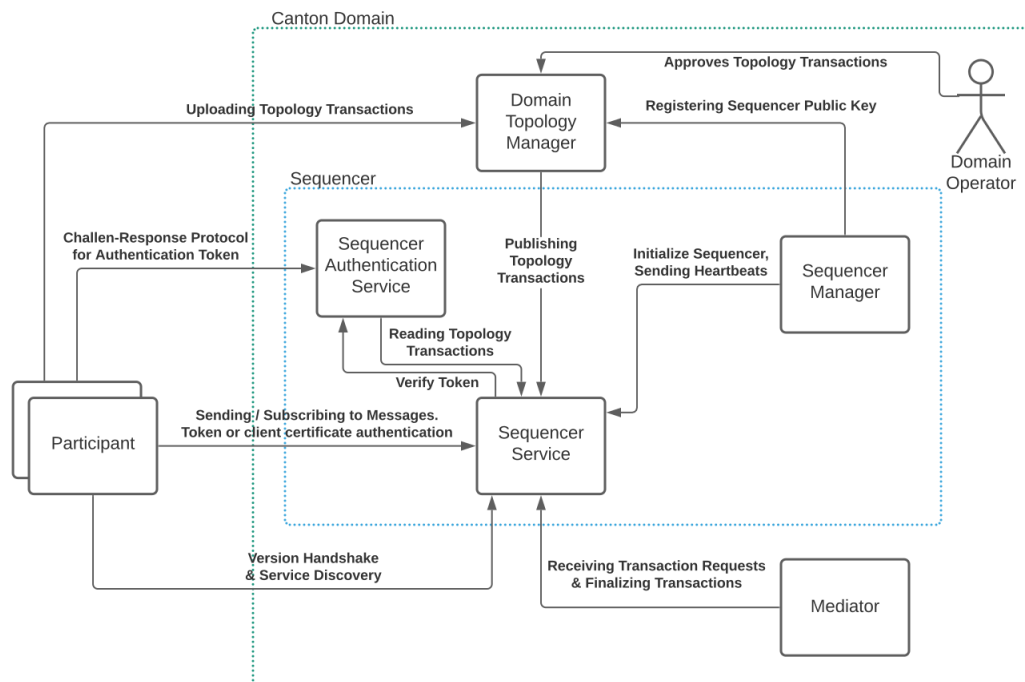 Canton Domain
Approves Topology Transactions
Uploading Topology Transactions
Domain
Topology
Manager
Registering Sequencer Public Key
Domain
Operator
Sequencer
Challen-Response Protocol
for Authentication Token
Sequencer
Authentication
Service
Publishing
Topology
Transactions
Initialize Sequencer,
Sending Heartbeats
Sequencer
Manager
Reading Topology
Transactions
Verify Token
Participant
Sending / Subscribing to Messages.
Token or client certificate authentication
Sequencer
Service
Version Handshake
& Service Discovery
Receiving Transaction Requests
& Finalizing Transactions
Mediator